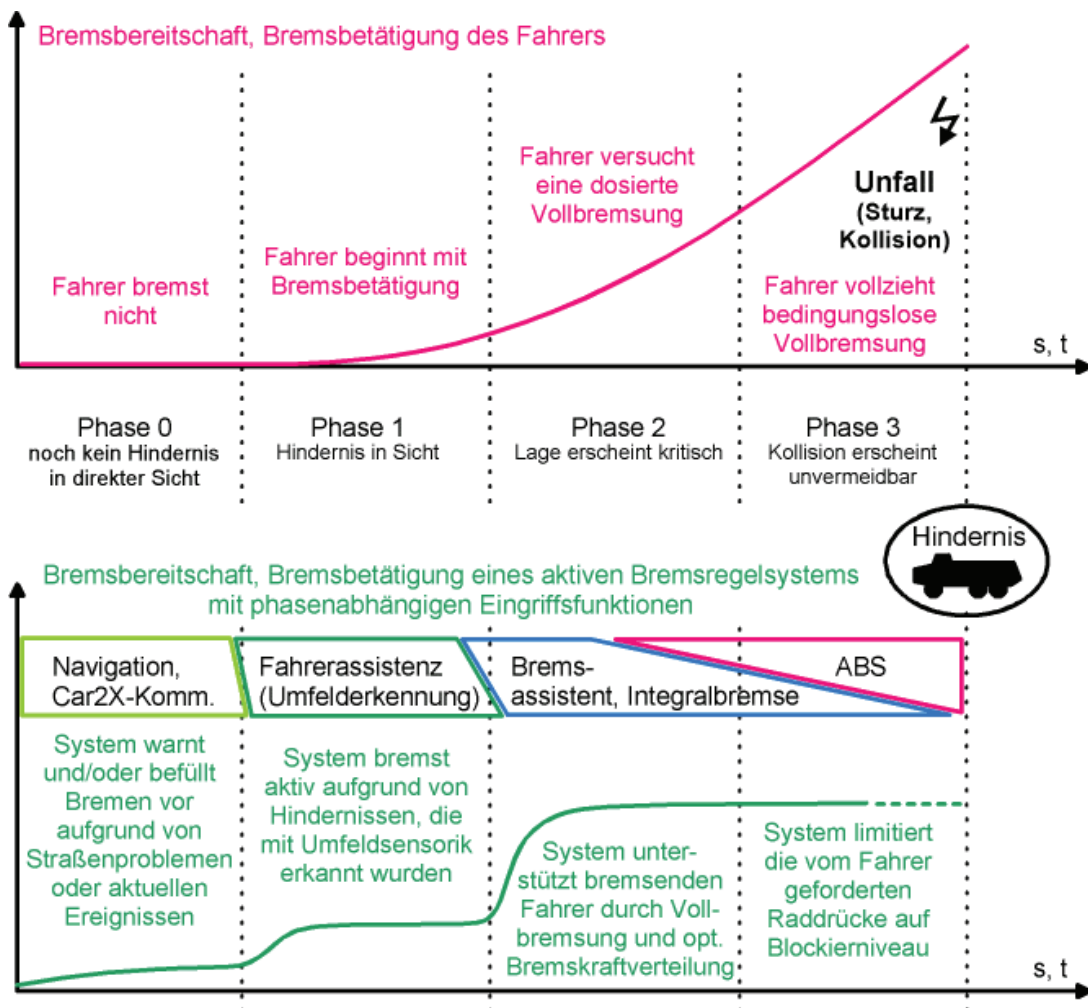 Bremsbereitschaft, Bremsbetätigung des Fahrers
Fahrer bremst
nicht
Fahrer beginnt mit
Bremsbetätigung
Fahrer versucht
eine dosierte
Vollbremsung
Unfall
(Sturz,
Kollision)
Fahrer vollzieht
bedingungslose
Vollbremsung
s, t
Phase 0
noch kein Hindernis
in direkter Sicht
Phase 1
Hindernis in Sicht
Phase 2
Lage erscheint kritisch
Phase 3
Kollision erscheint
unvermeidbar
Hindernis
Bremsbereitschaft, Bremsbetätigung eines aktiven Bremsregelsystems
mit phasenabhängigen Eingriffsfunktionen
Navigation,
Car2X-Komm.
Fahrerassistenz
(Umfelderkennung)
Brems-
assistent, Integralbremse
ABS
System warnt
und/oder befüllt
Bremen vor
aufgrund von
Straßenproblemen
oder aktuellen
Ereignissen
System bremst
aktiv aufgrund von
Hindernissen, die
mit Umfeldsensorik
erkannt wurden
System unter-
stützt bremsenden
Fahrer durch Voll-
bremsung und opt.
Bremskraftverteilung
System limitiert
die vom Fahrer
geforderten
Raddrücke auf
Blockierniveau
s, t